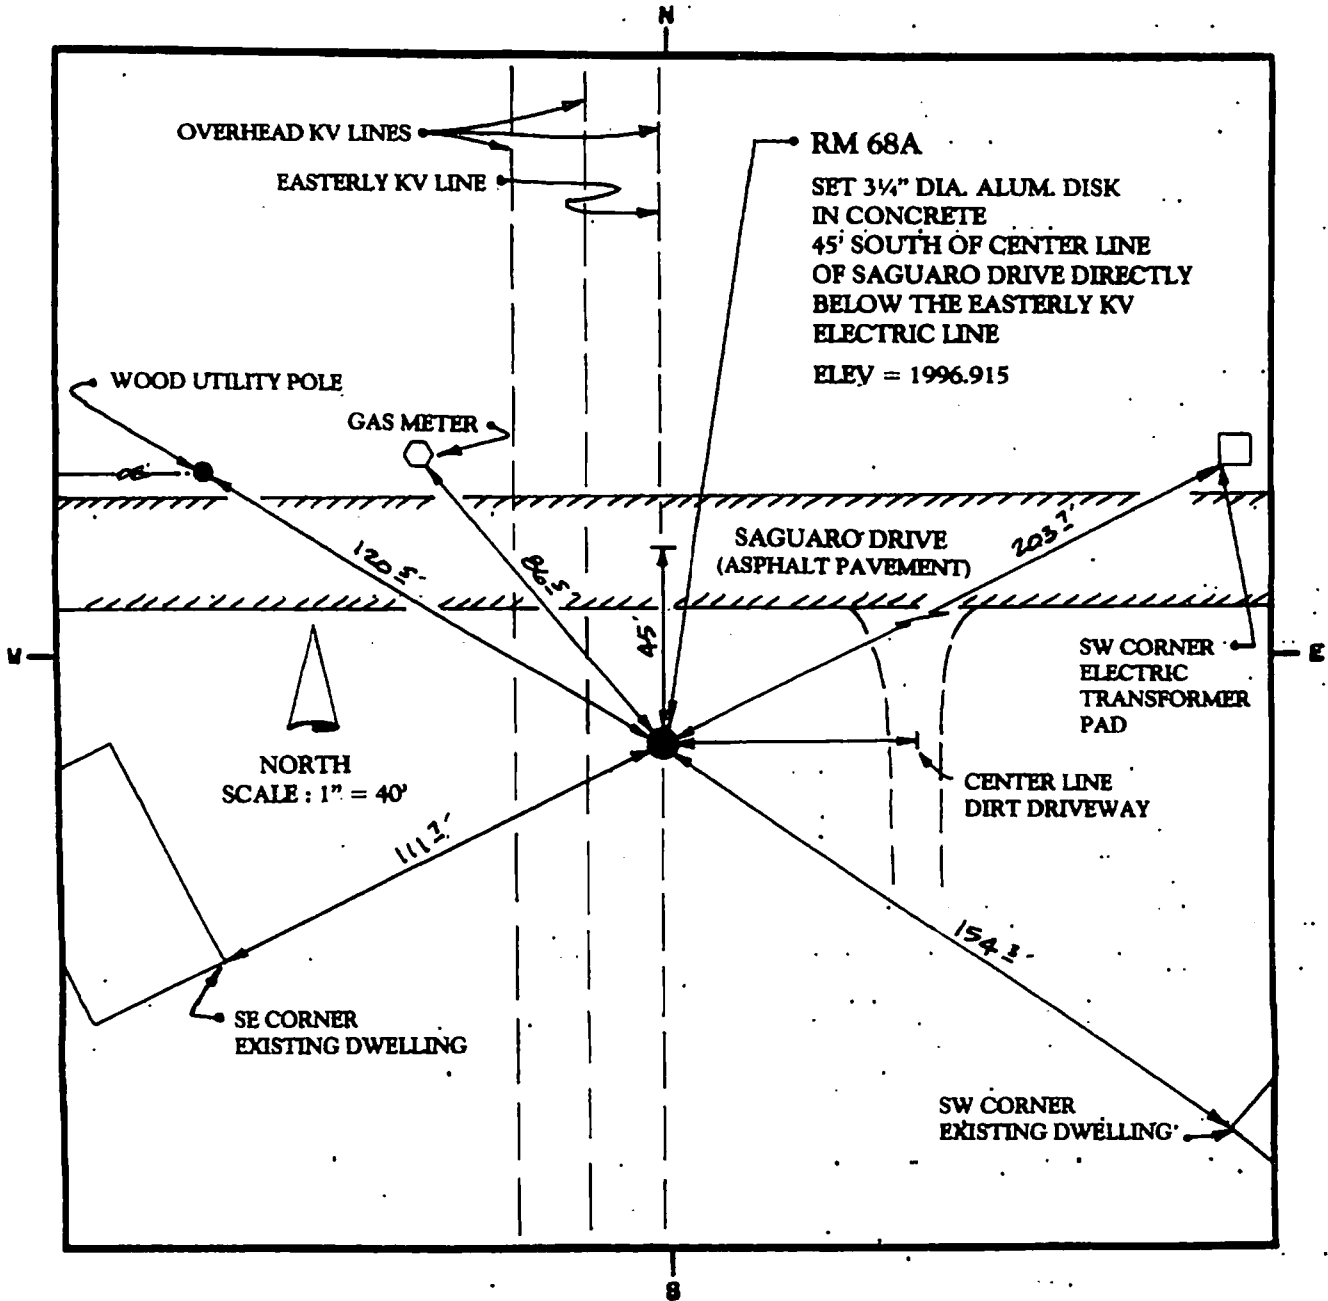 N
OVERHEAD KV LINES
EASTERLY KV LINE
RM 68A
SET 3¼" DIA. ALUM. DISK
IN CONCRETE
45' SOUTH OF CENTER LINE
OF SAGUARO DRIVE DIRECTLY
BELOW THE EASTERLY KV
ELECTRIC LINE
ELEV = 1996.915
WOOD UTILITY POLE
GAS METER
SAGUARO DRIVE
(ASPHALT PAVEMENT)
120.5'
86.5'
45'
203.7'
W
E
SW CORNER
ELECTRIC
TRANSFORMER
PAD
NORTH
SCALE : 1" = 40'
CENTER LINE
DIRT DRIVEWAY
111.7'
154.3'
SE CORNER
EXISTING DWELLING
SW CORNER
EXISTING DWELLING
S